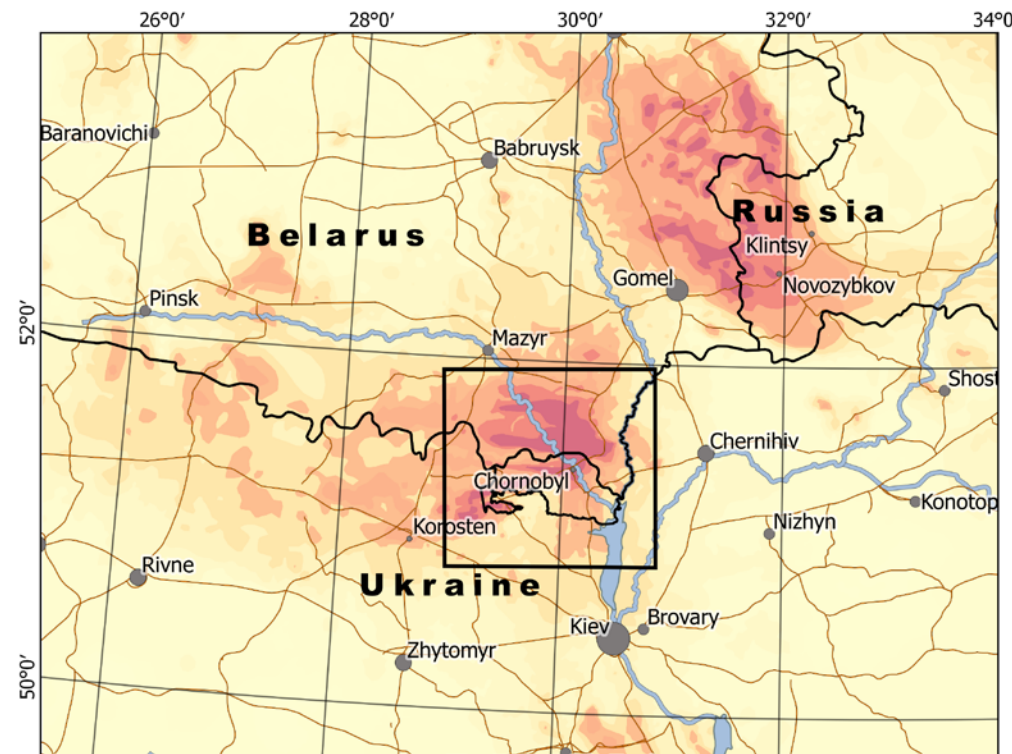 26°0′ 28°0′ 30°0′ 32°0′ 34°0′
Baranovichi
Babruysk
Russia
Belarus
Klintsy
Gomel
Novozybkov
Pinsk
52°0′
Mazyr
Shost
Chernihiv
Chornobyl
Konotop
Korosten
Nizhyn
Rivne
Ukraine
Brovary
Kiev
Zhytomyr
50°0′